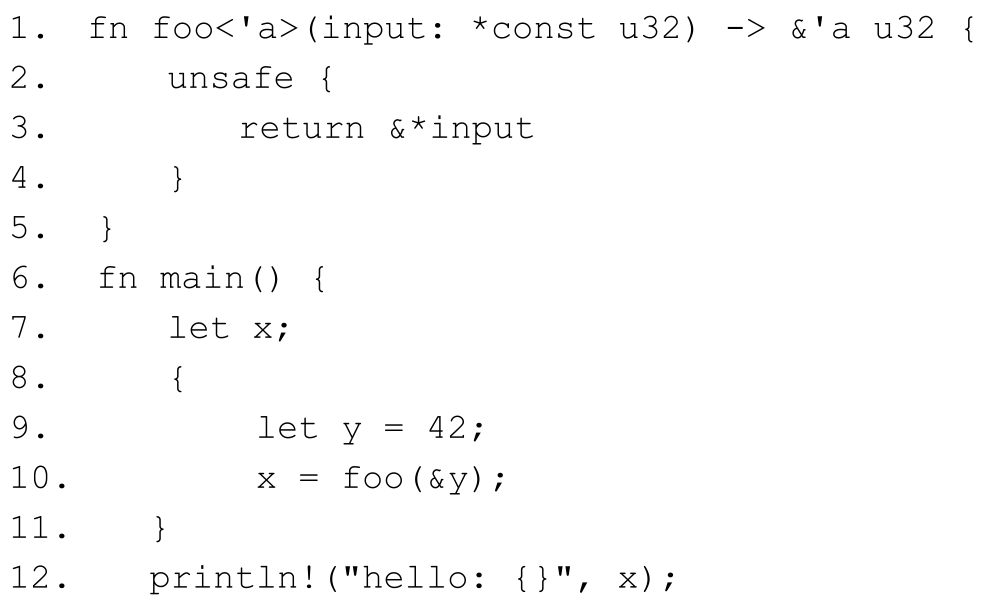 1. fn foo<'a>(input: *const u32) -> &'a u32 {
2. unsafe {
3. return &*input
4. }
5. }
6. fn main() {
7. let x;
8. {
9. let y = 42;
10. x = foo(&y);
11. }
12. println!("hello: {}", x);